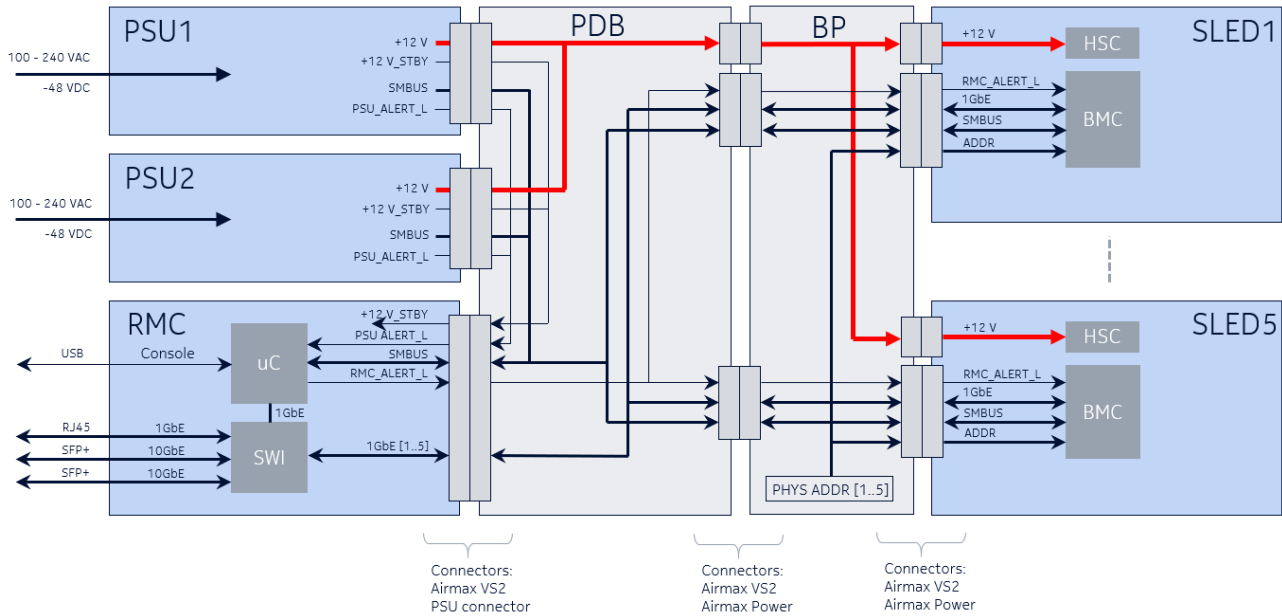 PSU1
100 - 240 VAC
-48 VDC
+12 V
+12 V_STBY
SMBUS
PSU_ALERT_L
PSU2
100 - 240 VAC
-48 VDC
+12 V
+12 V_STBY
SMBUS
PSU_ALERT_L
RMC
USB
Console
uC
+12 V_STBY
PSU ALERT_L
SMBUS
RMC_ALERT_L
1GbE
RJ45
1GbE
SFP+
10GbE
SFP+
10GbE
SWI
1GbE [1..5]
PDB
BP
PHYS ADDR [1..5]
SLED1
+12 V
HSC
RMC_ALERT_L
1GbE
SMBUS
ADDR
BMC
SLED5
+12 V
HSC
RMC_ALERT_L
1GbE
SMBUS
ADDR
BMC
Connectors:
Airmax VS2
PSU connector
Connectors:
Airmax VS2
Airmax Power
Connectors:
Airmax VS2
Airmax Power